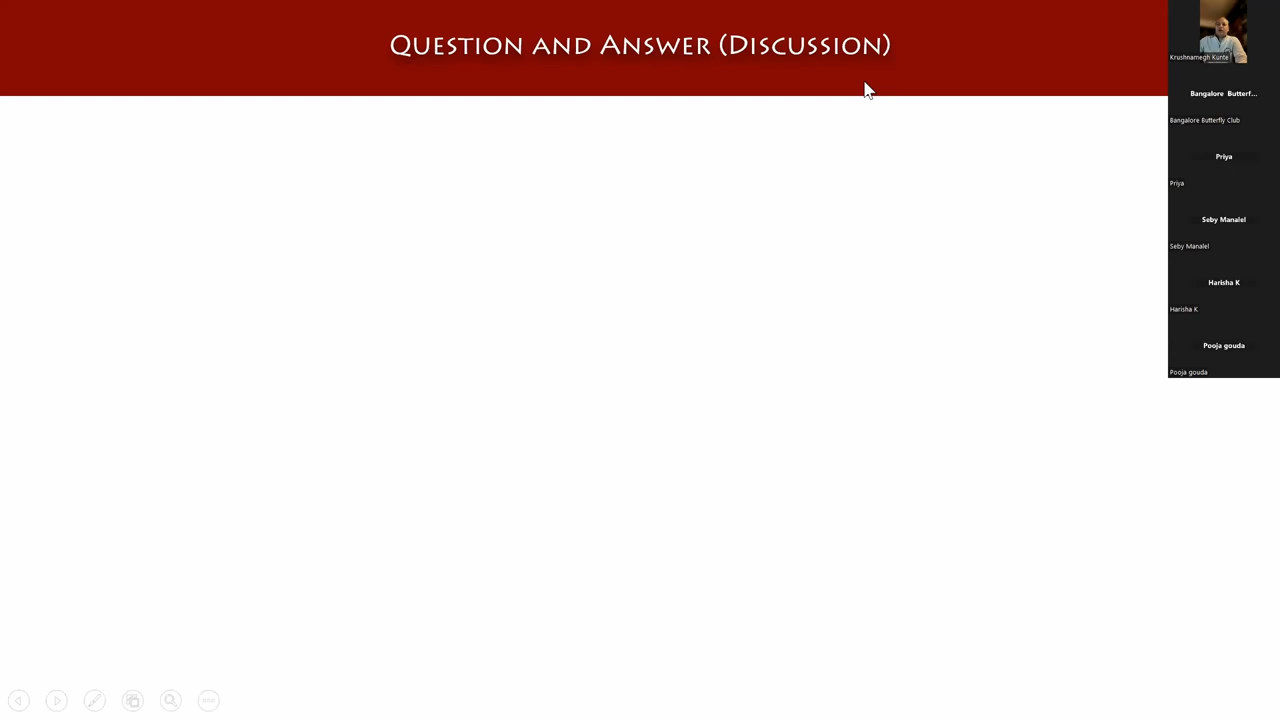 Question and Answer (Discussion)
Krushnamegh Kunte
Bangalore Butterf...
Bangalore Butterfly Club
Priya
Priya
Seby Manalel
Seby Manalel
Harisha K
Harisha K
Pooja gouda
Pooja gouda